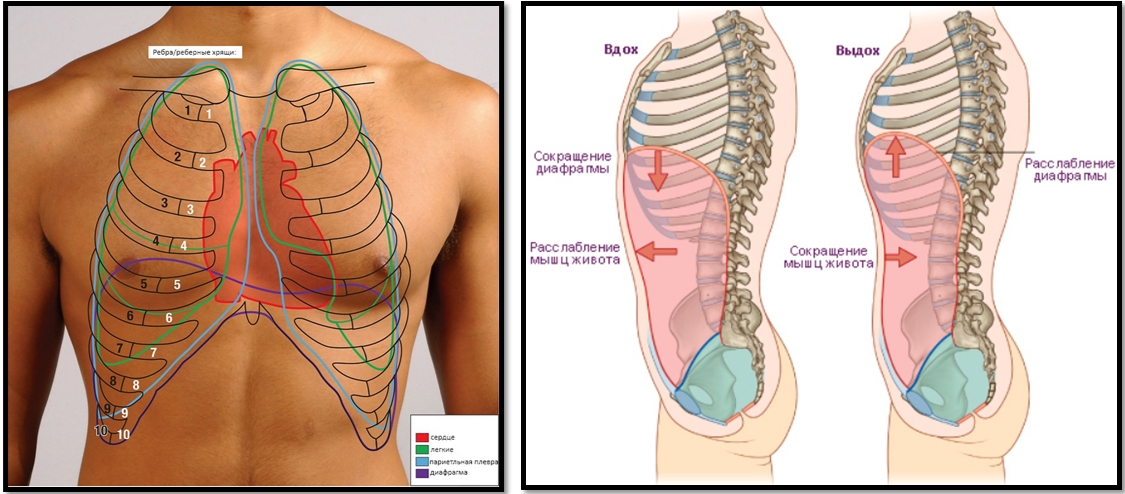 Ребра/реберные хрящи:
1 1
2 2
3 3
4 4
5 5
6 6
7 7
8 8
9 9
10 10
сердце
легкие
париетльная плевра
диафрагма
Вдох
Сокращение
диафрагмы
Расслабление
мышц живота
Выдох
Расслабление
диафрагмы
Сокращение
мышц живота